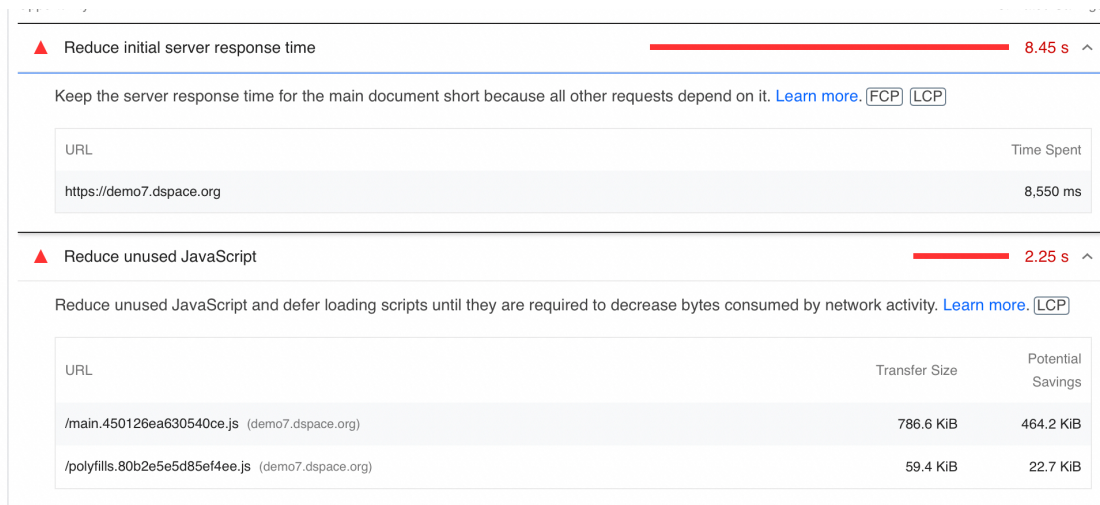 Reduce initial server response time 8.45 s
Keep the server response time for the main document short because all other requests depend on it. Learn more. FCP LCP
URL Time Spent
https://demo7.dspace.org 8,550 ms
Reduce unused JavaScript 2.25 s
Reduce unused JavaScript and defer loading scripts until they are required to decrease bytes consumed by network activity. Learn more. LCP
URL Transfer Size Potential
Savings
/main.450126ea630540ce.js (demo7.dspace.org) 786.6 KiB 464.2 KiB
/polyfills.80b2e5e5d85ef4ee.js (demo7.dspace.org) 59.4 KiB 22.7 KiB